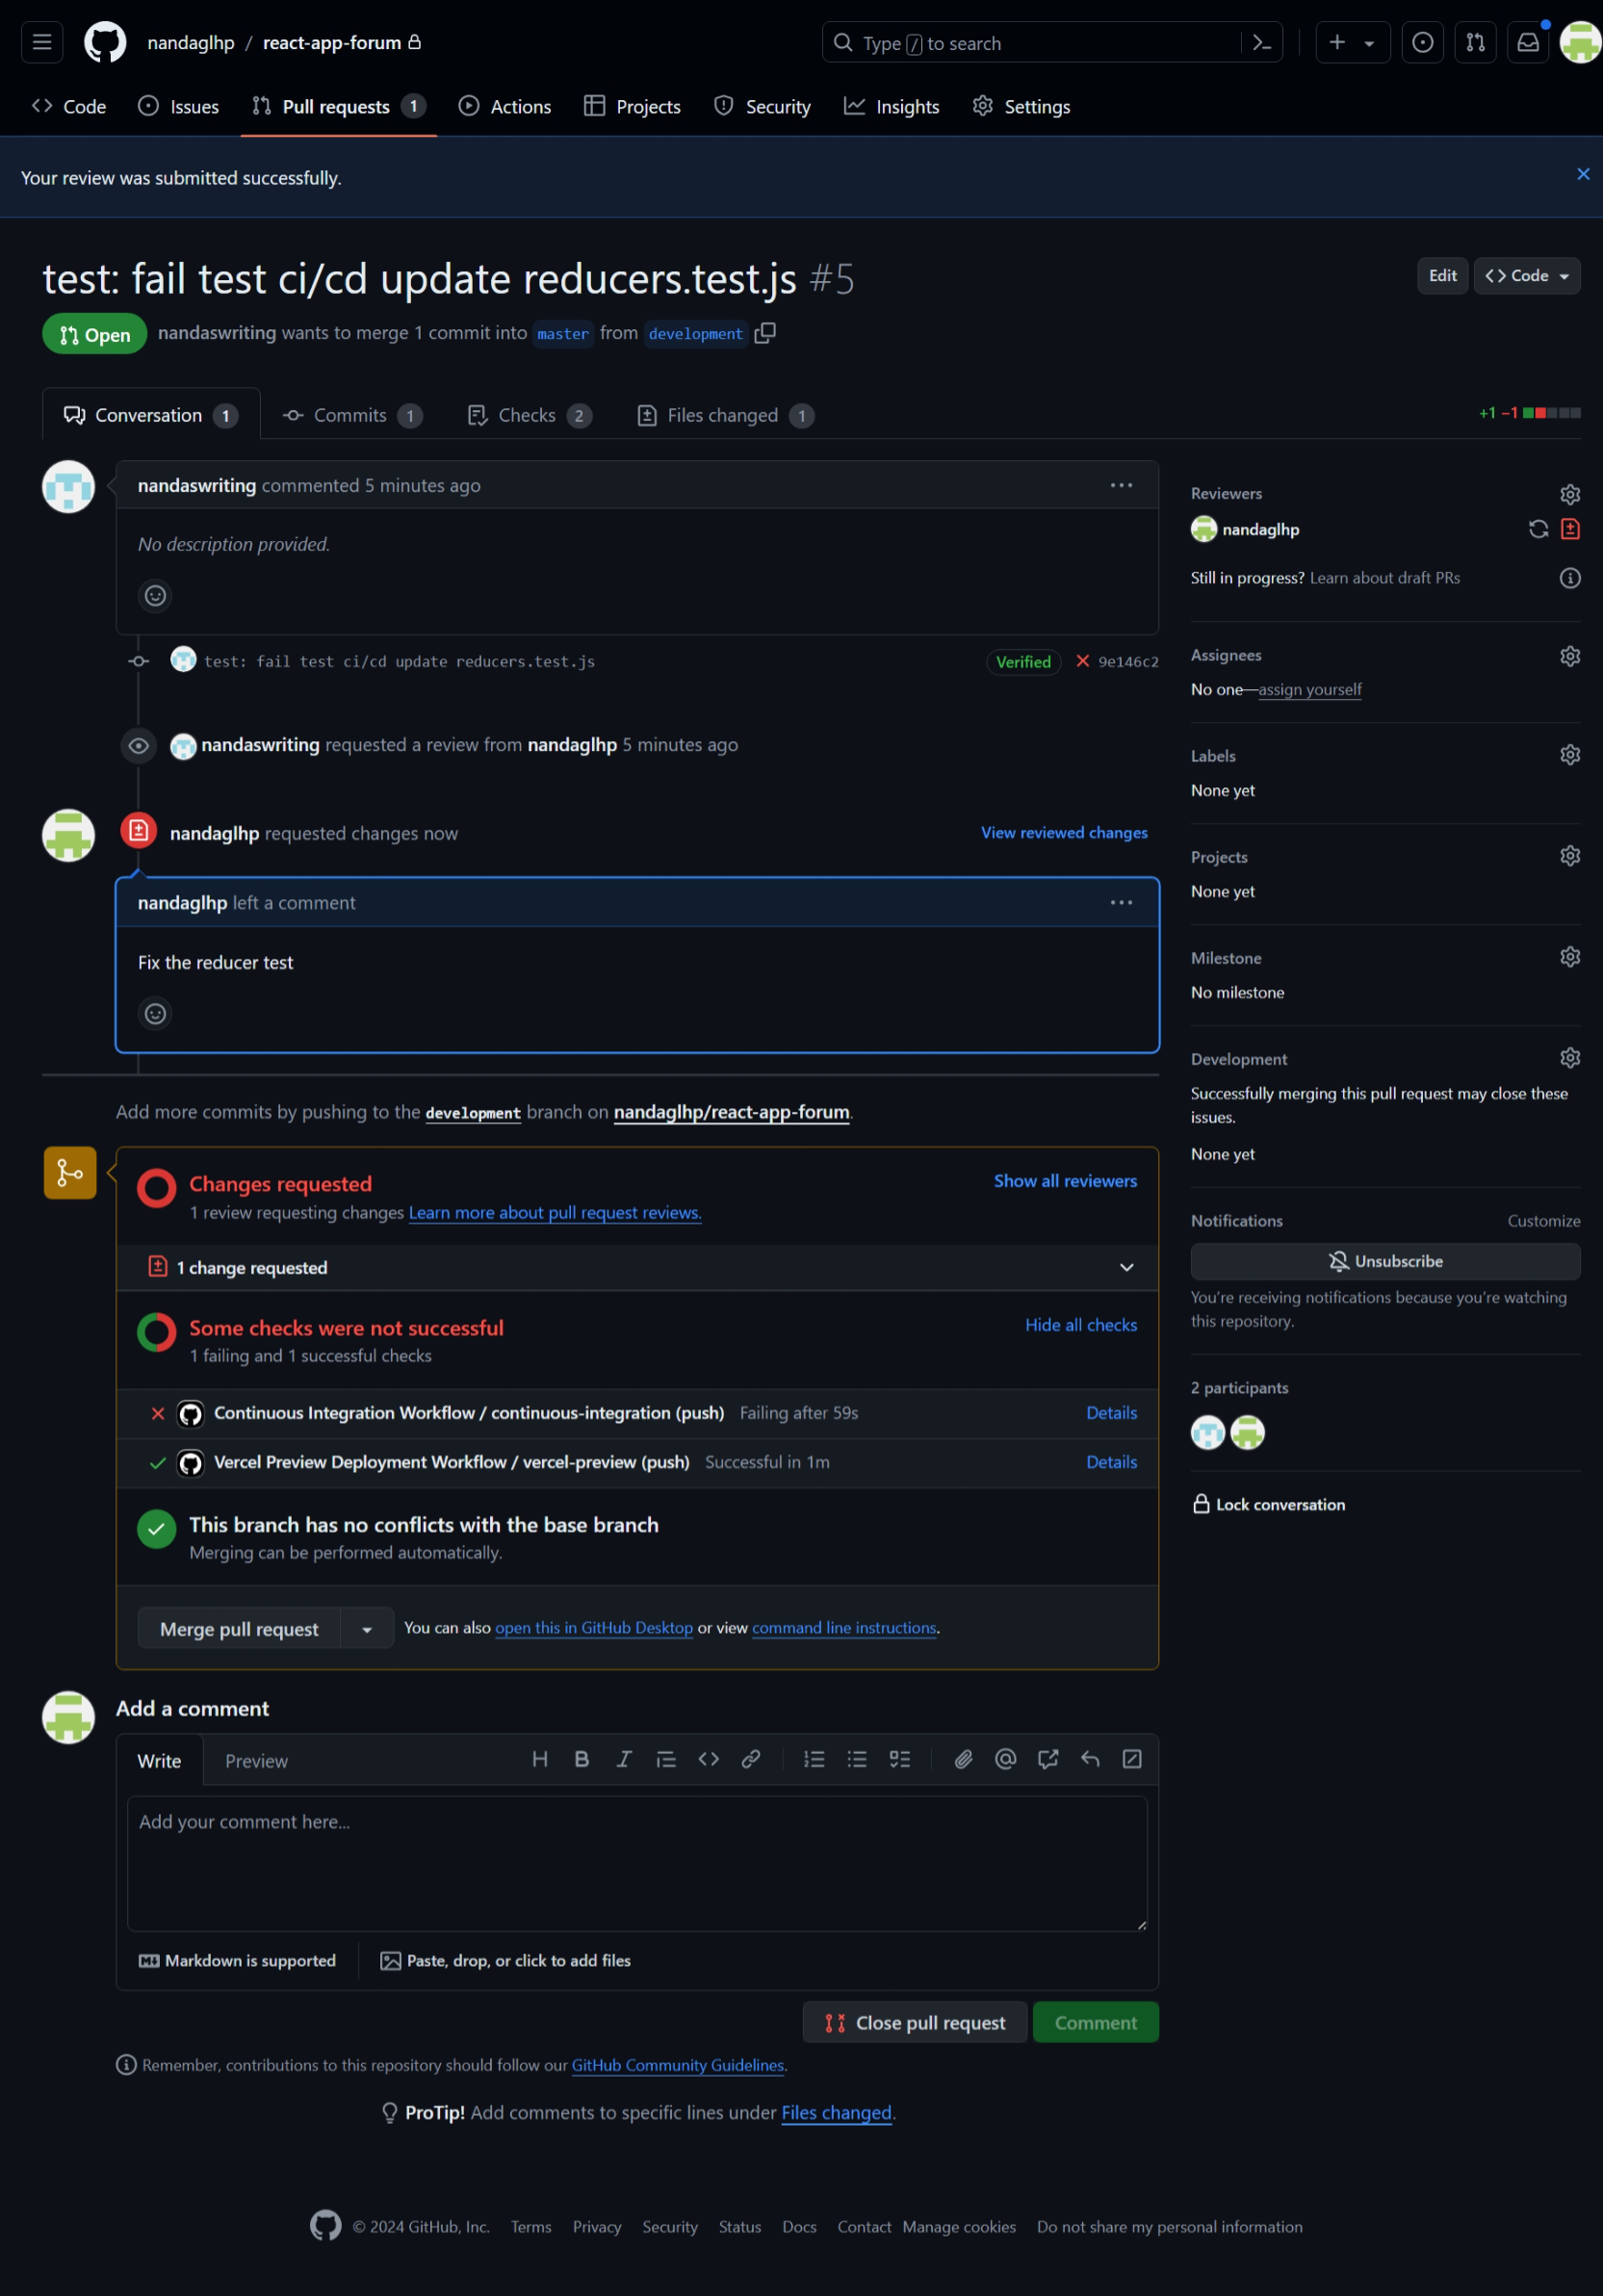 nandaglhp / react-app-forum
Type / to search
Code Issues Pull requests 1 Actions Projects Security Insights Settings
Your review was submitted successfully.
test: fail test ci/cd update reducers.test.js #5
Edit Code
Open nandaswriting wants to merge 1 commit into master from development
Conversation 1 Commits 1 Checks 2 Files changed 1
+1 −1
nandaswriting commented 5 minutes ago
No description provided.
test: fail test ci/cd update reducers.test.js Verified 9e146c2
nandaswriting requested a review from nandaglhp 5 minutes ago
nandaglhp requested changes now View reviewed changes
nandaglhp left a comment
Fix the reducer test
Add more commits by pushing to the development branch on nandaglhp/react-app-forum.
Changes requested Show all reviewers
1 review requesting changes Learn more about pull request reviews.
1 change requested
Some checks were not successful Hide all checks
1 failing and 1 successful checks
Continuous Integration Workflow / continuous-integration (push) Failing after 59s Details
Vercel Preview Deployment Workflow / vercel-preview (push) Successful in 1m Details
This branch has no conflicts with the base branch
Merging can be performed automatically.
Merge pull request You can also open this in GitHub Desktop or view command line instructions.
Add a comment
Write Preview
Add your comment here...
Markdown is supported Paste, drop, or click to add files
Close pull request Comment
Remember, contributions to this repository should follow our GitHub Community Guidelines.
ProTip! Add comments to specific lines under Files changed.
Reviewers
nandaglhp
Still in progress? Learn about draft PRs
Assignees
No one—assign yourself
Labels
None yet
Projects
None yet
Milestone
No milestone
Development
Successfully merging this pull request may close these
issues.
None yet
Notifications Customize
Unsubscribe
You're receiving notifications because you're watching
this repository.
2 participants
Lock conversation
© 2024 GitHub, Inc. Terms Privacy Security Status Docs Contact Manage cookies Do not share my personal information